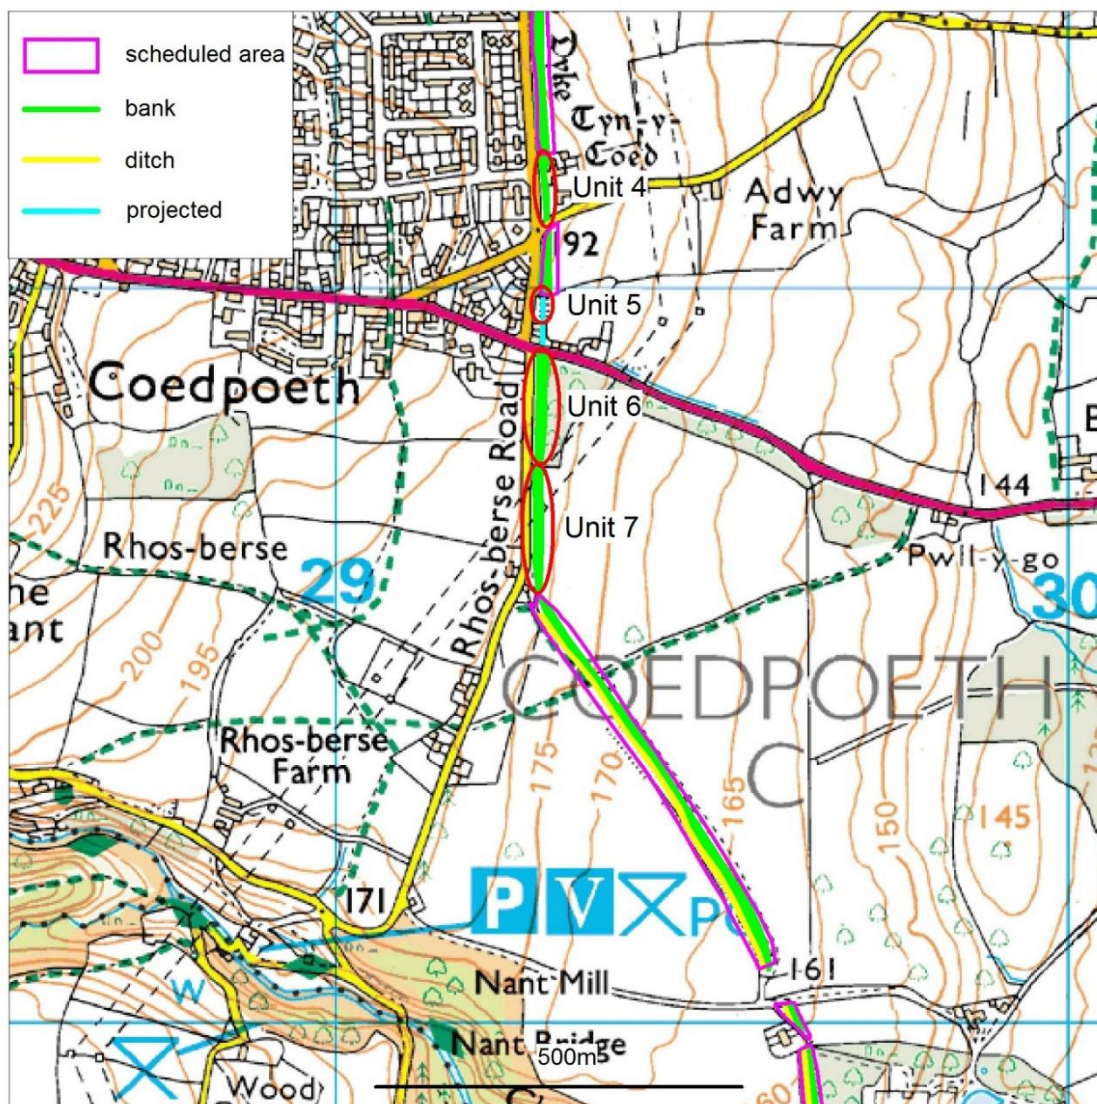 scheduled area
bank
ditch
projected
Dyke
Tyn-y-
Coed
Unit 4
Adwy
Farm
192
Unit 5
Coedpoeth
Unit 6
Rhos-berse Road
144
225
Unit 7
Rhos-berse
Pwll-y-go
29
30
200
195
COEDPOETH
C
Rhos-berse
Farm
175
170
165
150
145
171
P
V
161
Nant Mill
W
Nant Bridge
500m
Wood